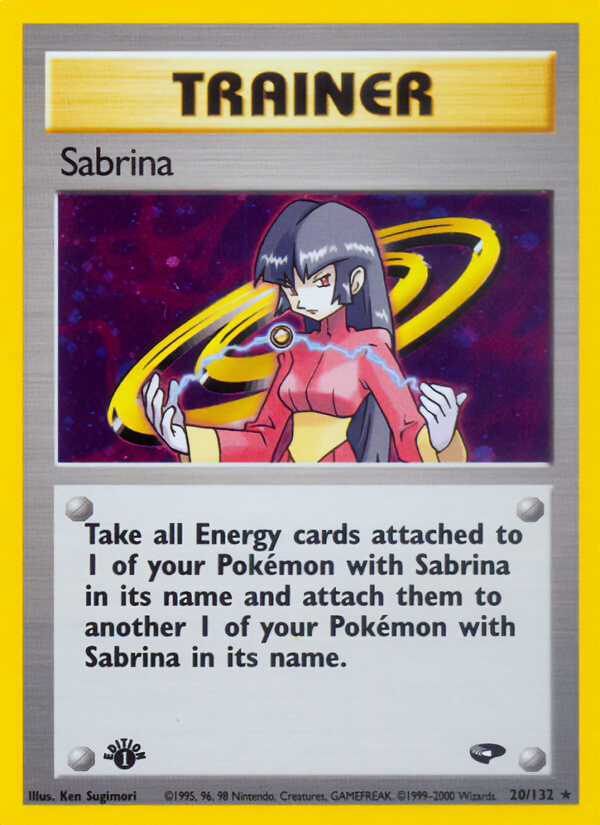 TRAINER
Sabrina
Take all Energy cards attached to
1 of your Pokémon with Sabrina
in its name and attach them to
another 1 of your Pokémon with
Sabrina in its name.
EDITION
1
Illus. Ken Sugimori ©1995, 96, 98 Nintendo, Creatures, GAMEFREAK. ©1999-2000 Wizards. 20/132 ★